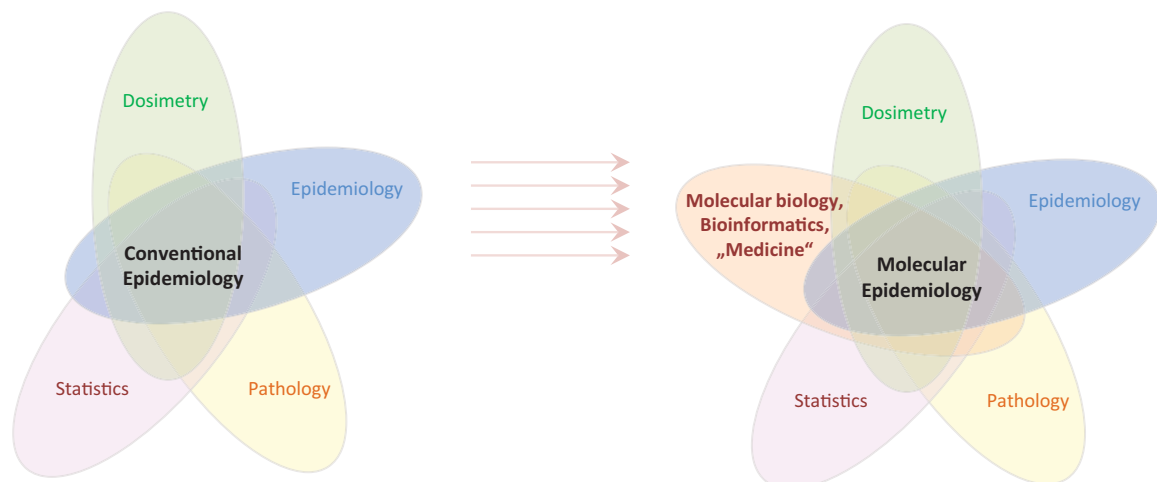 Dosimetry
Epidemiology
Conventional
Epidemiology
Statistics
Pathology
Dosimetry
Molecular biology,
Bioinformatics,
„Medicine“
Epidemiology
Molecular
Epidemiology
Statistics
Pathology